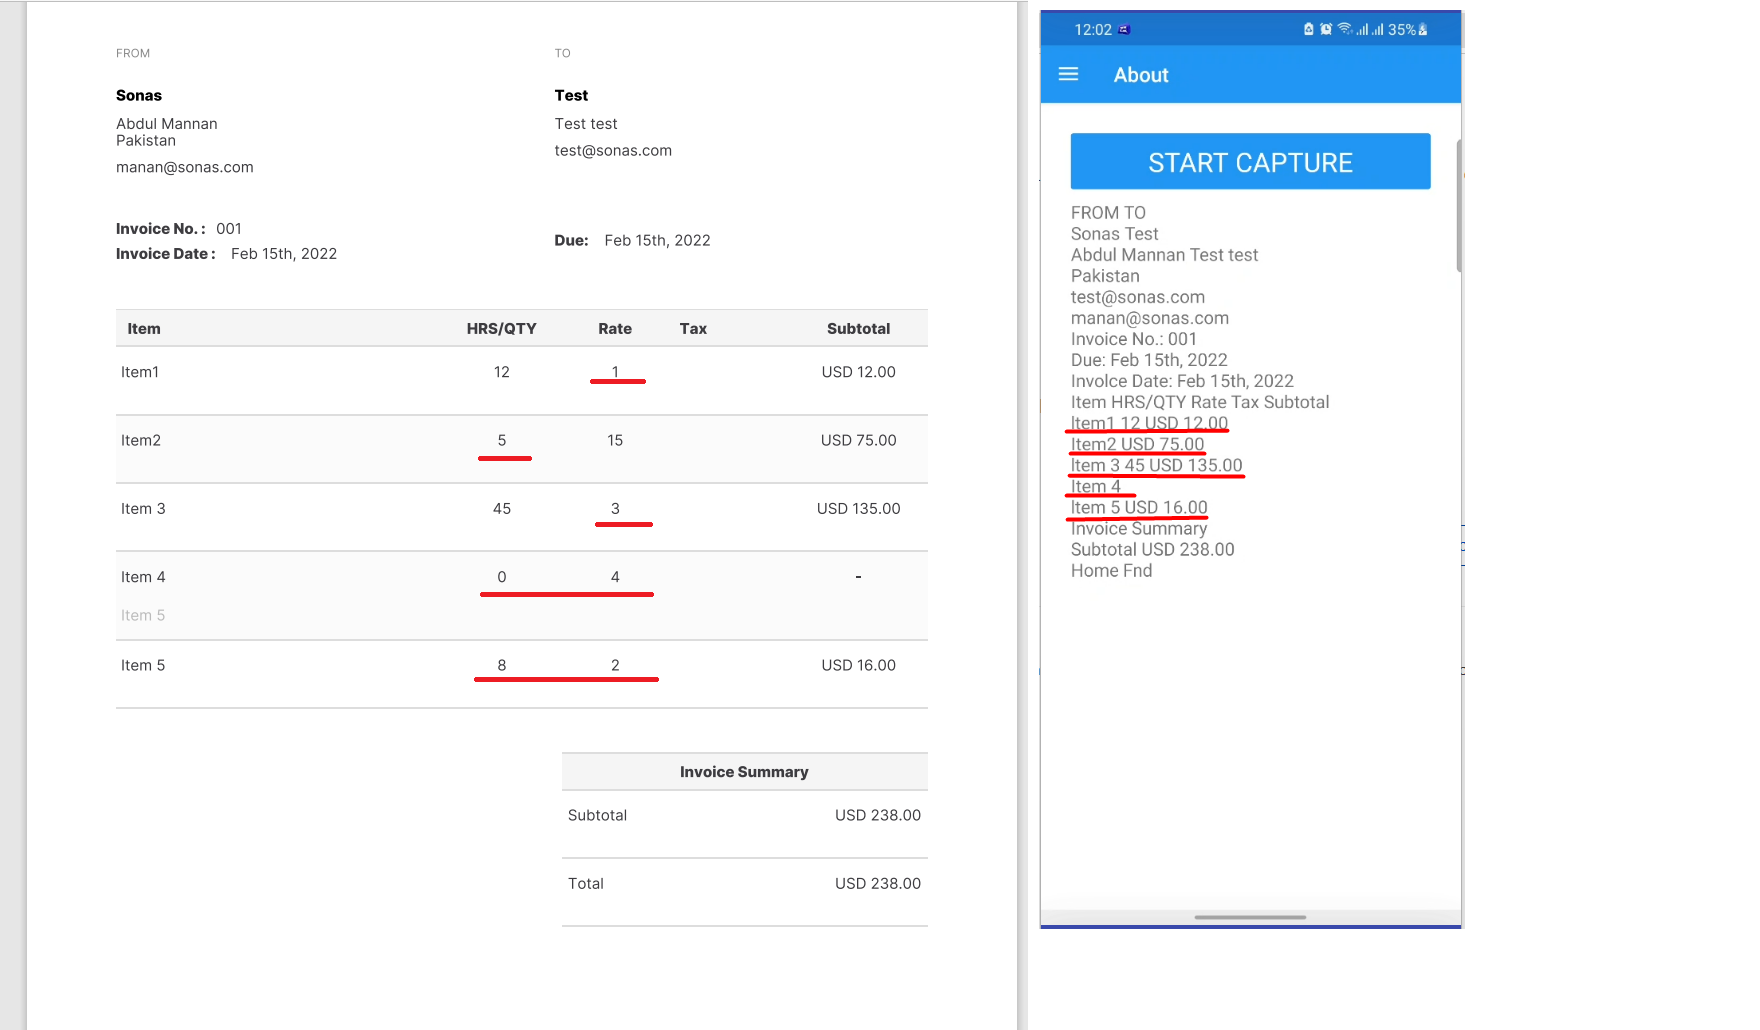 FROM
Sonas
Abdul Mannan
Pakistan
manan@sonas.com
TO
Test
Test test
test@sonas.com
Invoice No. : 001
Invoice Date : Feb 15th, 2022
Due: Feb 15th, 2022
Item HRS/QTY Rate Tax Subtotal
Item1 12 1 USD 12.00
Item2 5 15 USD 75.00
Item 3 45 3 USD 135.00
Item 4 0 4 -
Item 5
Item 5 8 2 USD 16.00
Invoice Summary
Subtotal USD 238.00
Total USD 238.00
12:02 35%
About
START CAPTURE
FROM TO
Sonas Test
Abdul Mannan Test test
Pakistan
test@sonas.com
manan@sonas.com
Invoice No.: 001
Due: Feb 15th, 2022
Involce Date: Feb 15th, 2022
Item HRS/QTY Rate Tax Subtotal
Item1 12 USD 12.00
Item2 USD 75.00
Item 3 45 USD 135.00
Item 4
Item 5 USD 16.00
Invoice Summary
Subtotal USD 238.00
Home Fnd